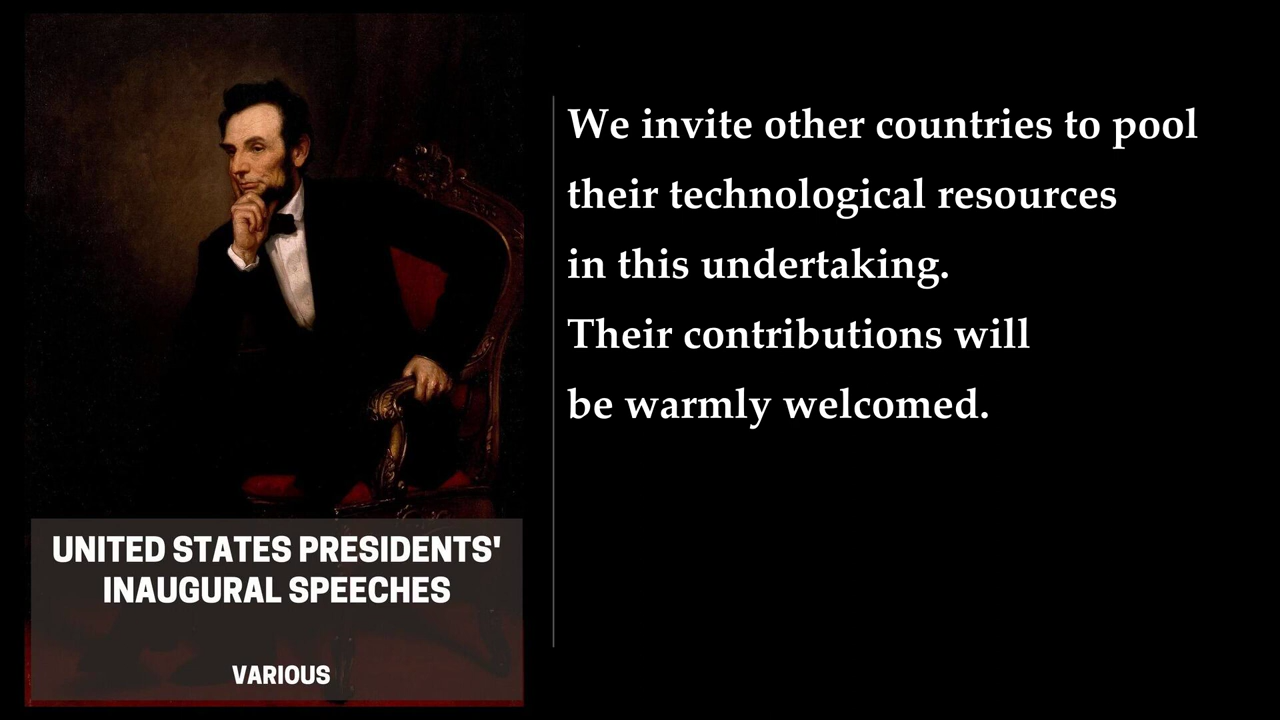 We invite other countries to pool
their technological resources
in this undertaking.
Their contributions will
be warmly welcomed.
UNITED STATES PRESIDENTS'
INAUGURAL SPEECHES
VARIOUS